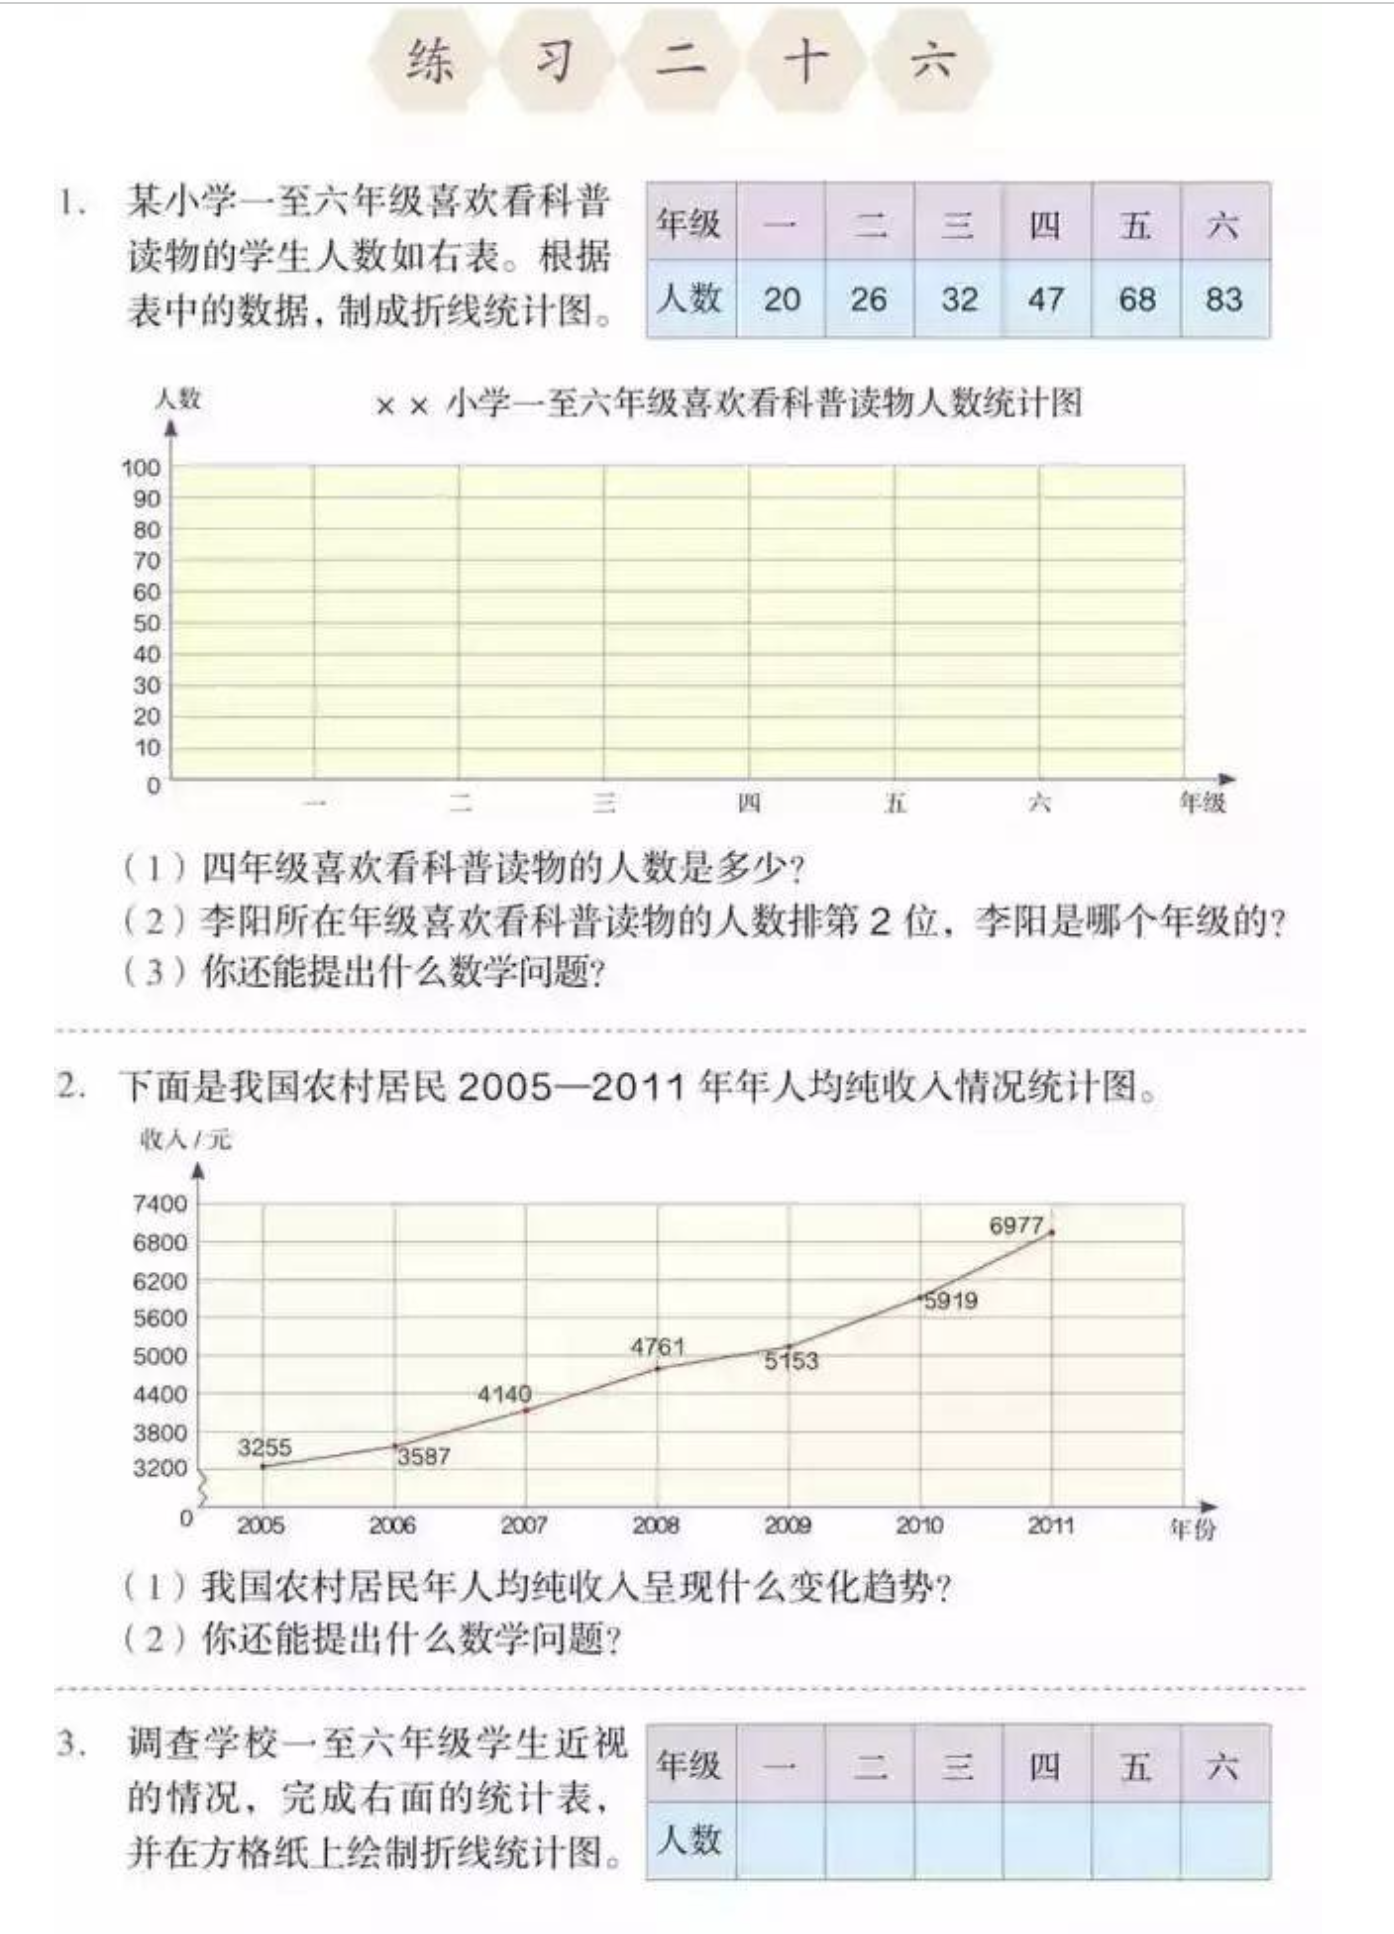 练习二十六
1. 某小学一至六年级喜欢看科普
读物的学生人数如右表。根据
表中的数据，制成折线统计图。
年级 一 二 三 四 五 六
人数 20 26 32 47 68 83
人数
×× 小学一至六年级喜欢看科普读物人数统计图
100
90
80
70
60
50
40
30
20
10
0
一 二 三 四 五 六 年级
（1）四年级喜欢看科普读物的人数是多少？
（2）李阳所在年级喜欢看科普读物的人数排第 2 位，李阳是哪个年级的？
（3）你还能提出什么数学问题？
2. 下面是我国农村居民 2005—2011 年年人均纯收入情况统计图。
收入/元
7400
6800
6200
5600
5000
4400
3800
3200
0
3255
3587
4140
4761
5153
5919
6977
2005 2006 2007 2008 2009 2010 2011 年份
（1）我国农村居民年人均纯收入呈现什么变化趋势？
（2）你还能提出什么数学问题？
3. 调查学校一至六年级学生近视
的情况，完成右面的统计表，
并在方格纸上绘制折线统计图。
年级 一 二 三 四 五 六
人数